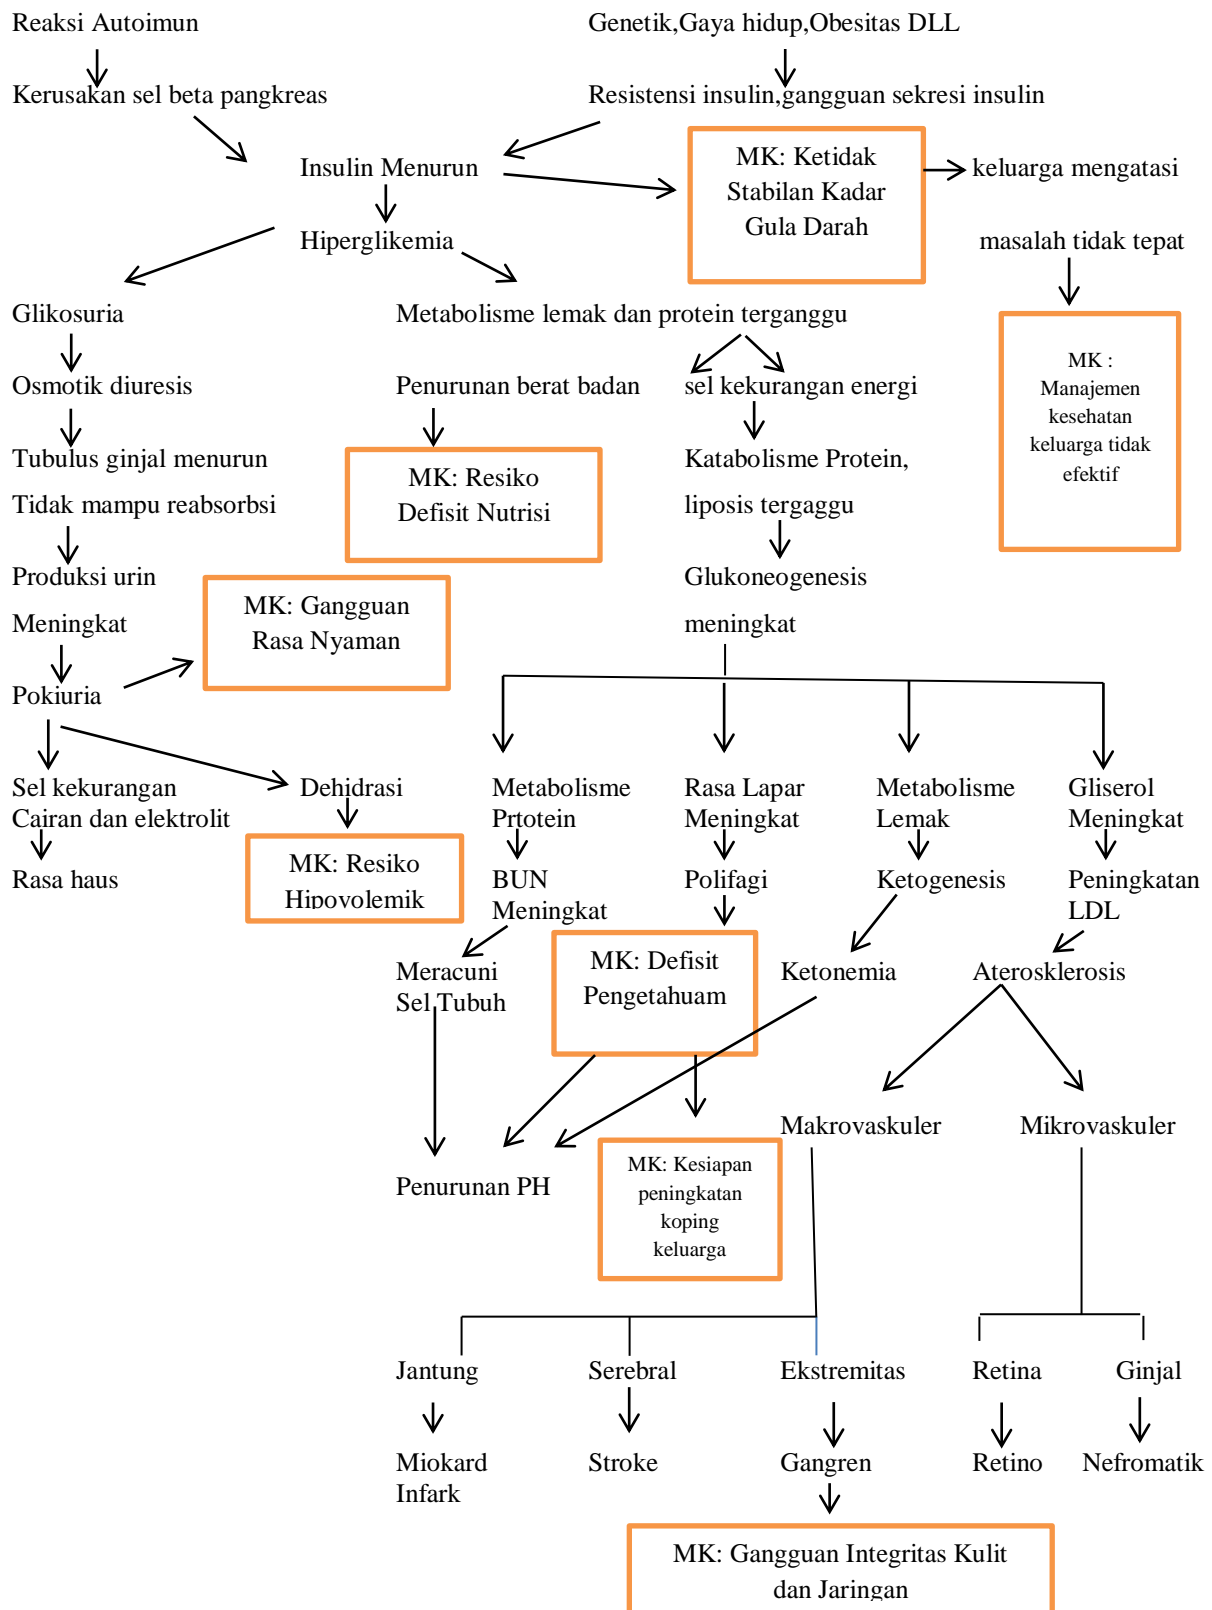 Reaksi Autoimun
Genetik,Gaya hidup,Obesitas DLL
Kerusakan sel beta pangkreas
Resistensi insulin,gangguan sekresi insulin
Insulin Menurun
MK: Ketidak
Stabilan Kadar
Gula Darah
keluarga mengatasi
masalah tidak tepat
Hiperglikemia
Glikosuria
Metabolisme lemak dan protein terganggu
MK :
Manajemen
kesehatan
keluarga tidak
efektif
Osmotik diuresis
Penurunan berat badan
sel kekurangan energi
Tubulus ginjal menurun
Tidak mampu reabsorbsi
MK: Resiko
Defisit Nutrisi
Katabolisme Protein,
liposis tergaggu
Produksi urin
Meningkat
MK: Gangguan
Rasa Nyaman
Glukoneogenesis
meningkat
Pokiuria
Sel kekurangan
Cairan dan elektrolit
Dehidrasi
Metabolisme
Prtotein
Rasa Lapar
Meningkat
Metabolisme
Lemak
Gliserol
Meningkat
Rasa haus
MK: Resiko
Hipovolemik
BUN
Meningkat
Polifagi
Ketogenesis
Peningkatan
LDL
Meracuni
Sel Tubuh
MK: Defisit
Pengetahuam
Ketonemia
Aterosklerosis
Makrovaskuler
Mikrovaskuler
Penurunan PH
MK: Kesiapan
peningkatan
koping
keluarga
Jantung
Serebral
Ekstremitas
Retina
Ginjal
Miokard
Infark
Stroke
Gangren
Retino
Nefromatik
MK: Gangguan Integritas Kulit
dan Jaringan